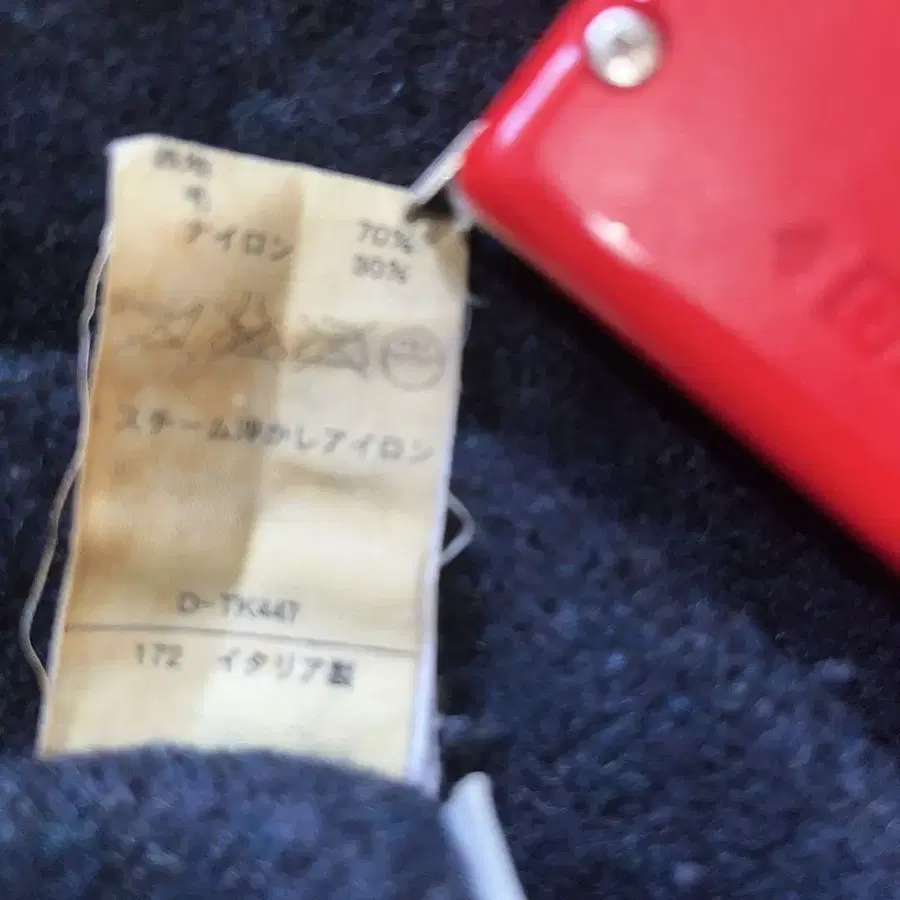 表地
毛 70%
ナイロン 30%
スチーム浮かしアイロン
D-TK447
172 イタリア製